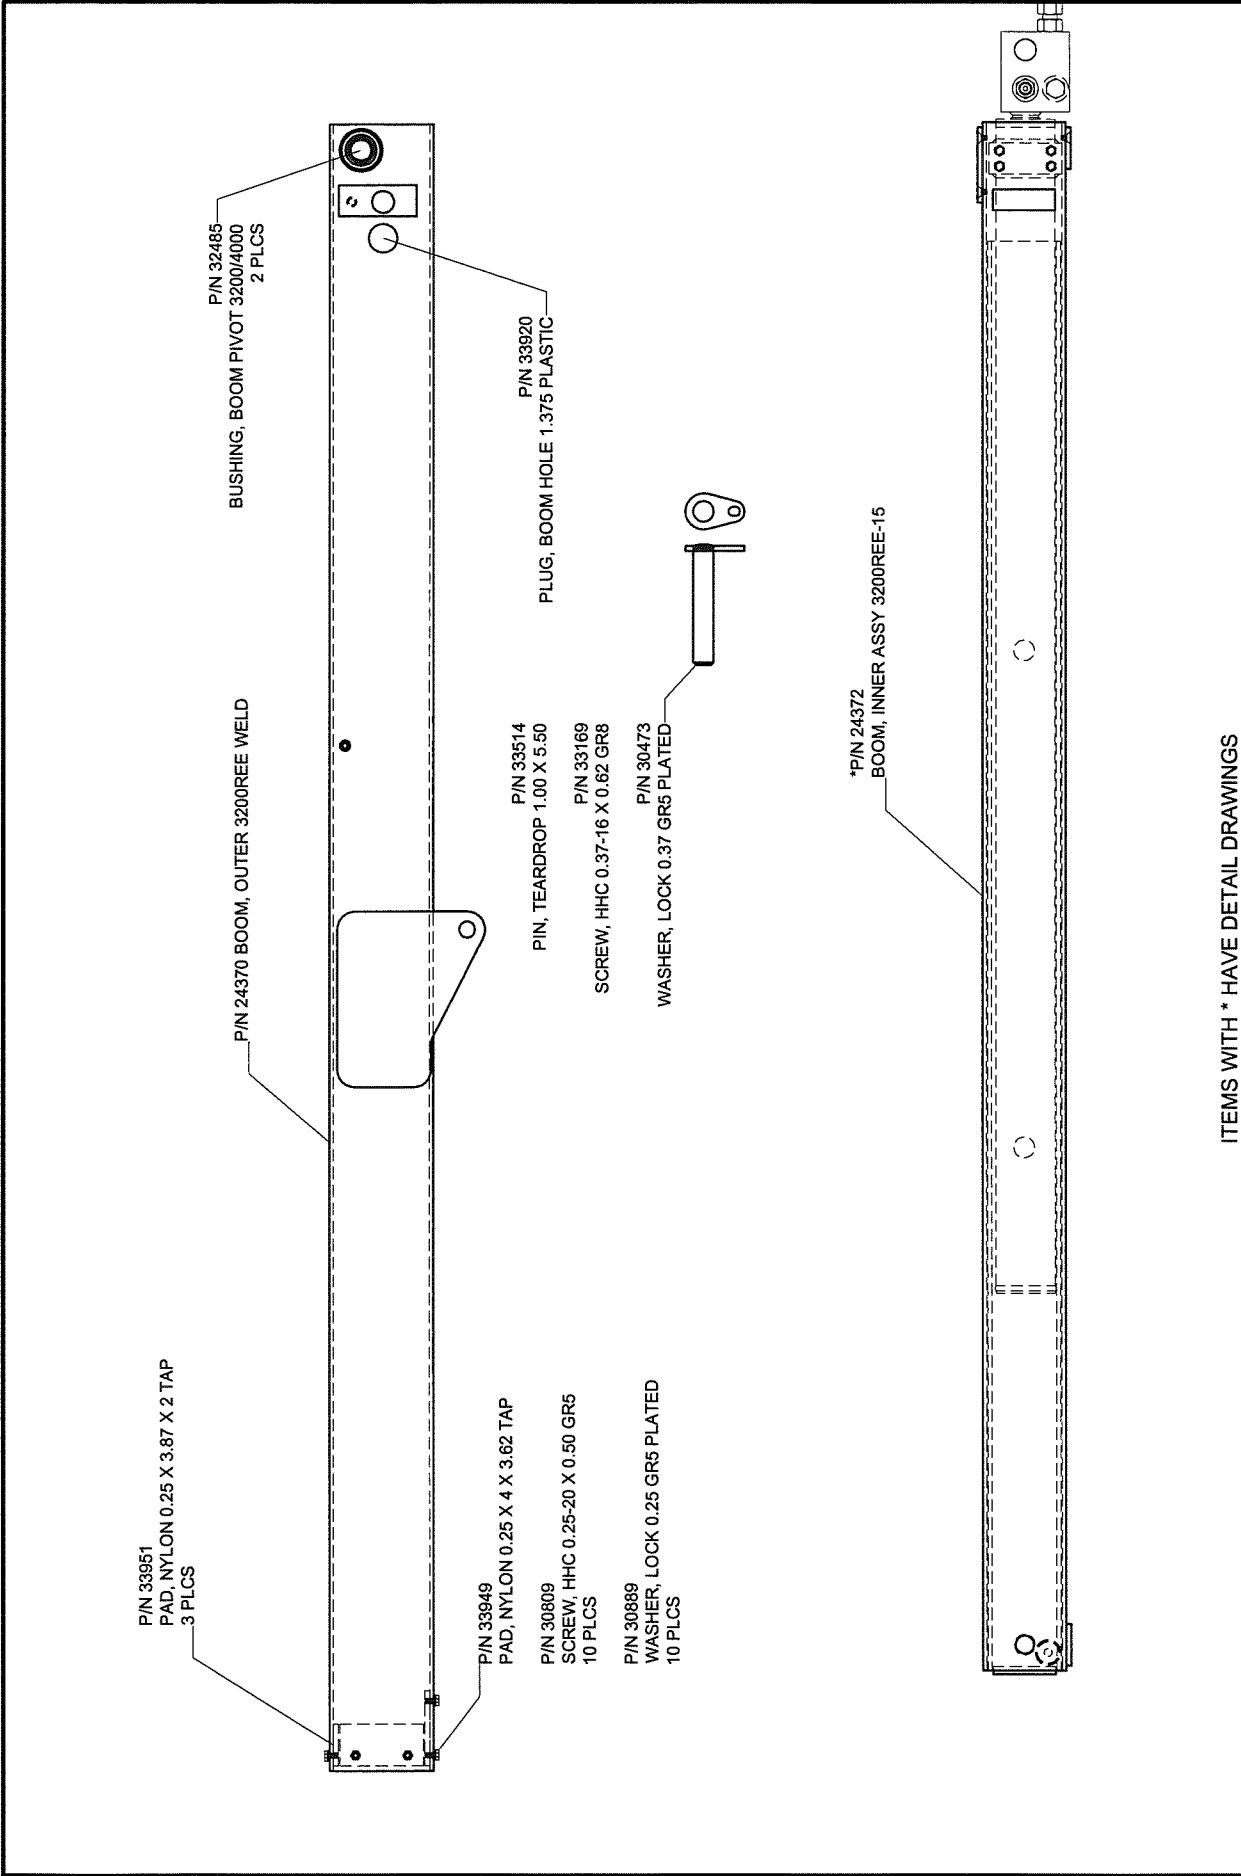 P/N 33951
PAD, NYLON 0.25 X 3.87 X 2 TAP
3 PLCS
P/N 24370 BOOM, OUTER 3200REE WELD
P/N 32485
BUSHING, BOOM PIVOT 3200/4000
2 PLCS
P/N 33949
PAD, NYLON 0.25 X 4 X 3.62 TAP
P/N 30809
SCREW, HHC 0.25-20 X 0.50 GR5
10 PLCS
P/N 30889
WASHER, LOCK 0.25 GR5 PLATED
10 PLCS
P/N 33514
PIN, TEARDROP 1.00 X 5.50
P/N 33169
SCREW, HHC 0.37-16 X 0.62 GR8
P/N 30473
WASHER, LOCK 0.37 GR5 PLATED
P/N 33920
PLUG, BOOM HOLE 1.375 PLASTIC
*P/N 24372
BOOM, INNER ASSY 3200REE-15
ITEMS WITH * HAVE DETAIL DRAWINGS